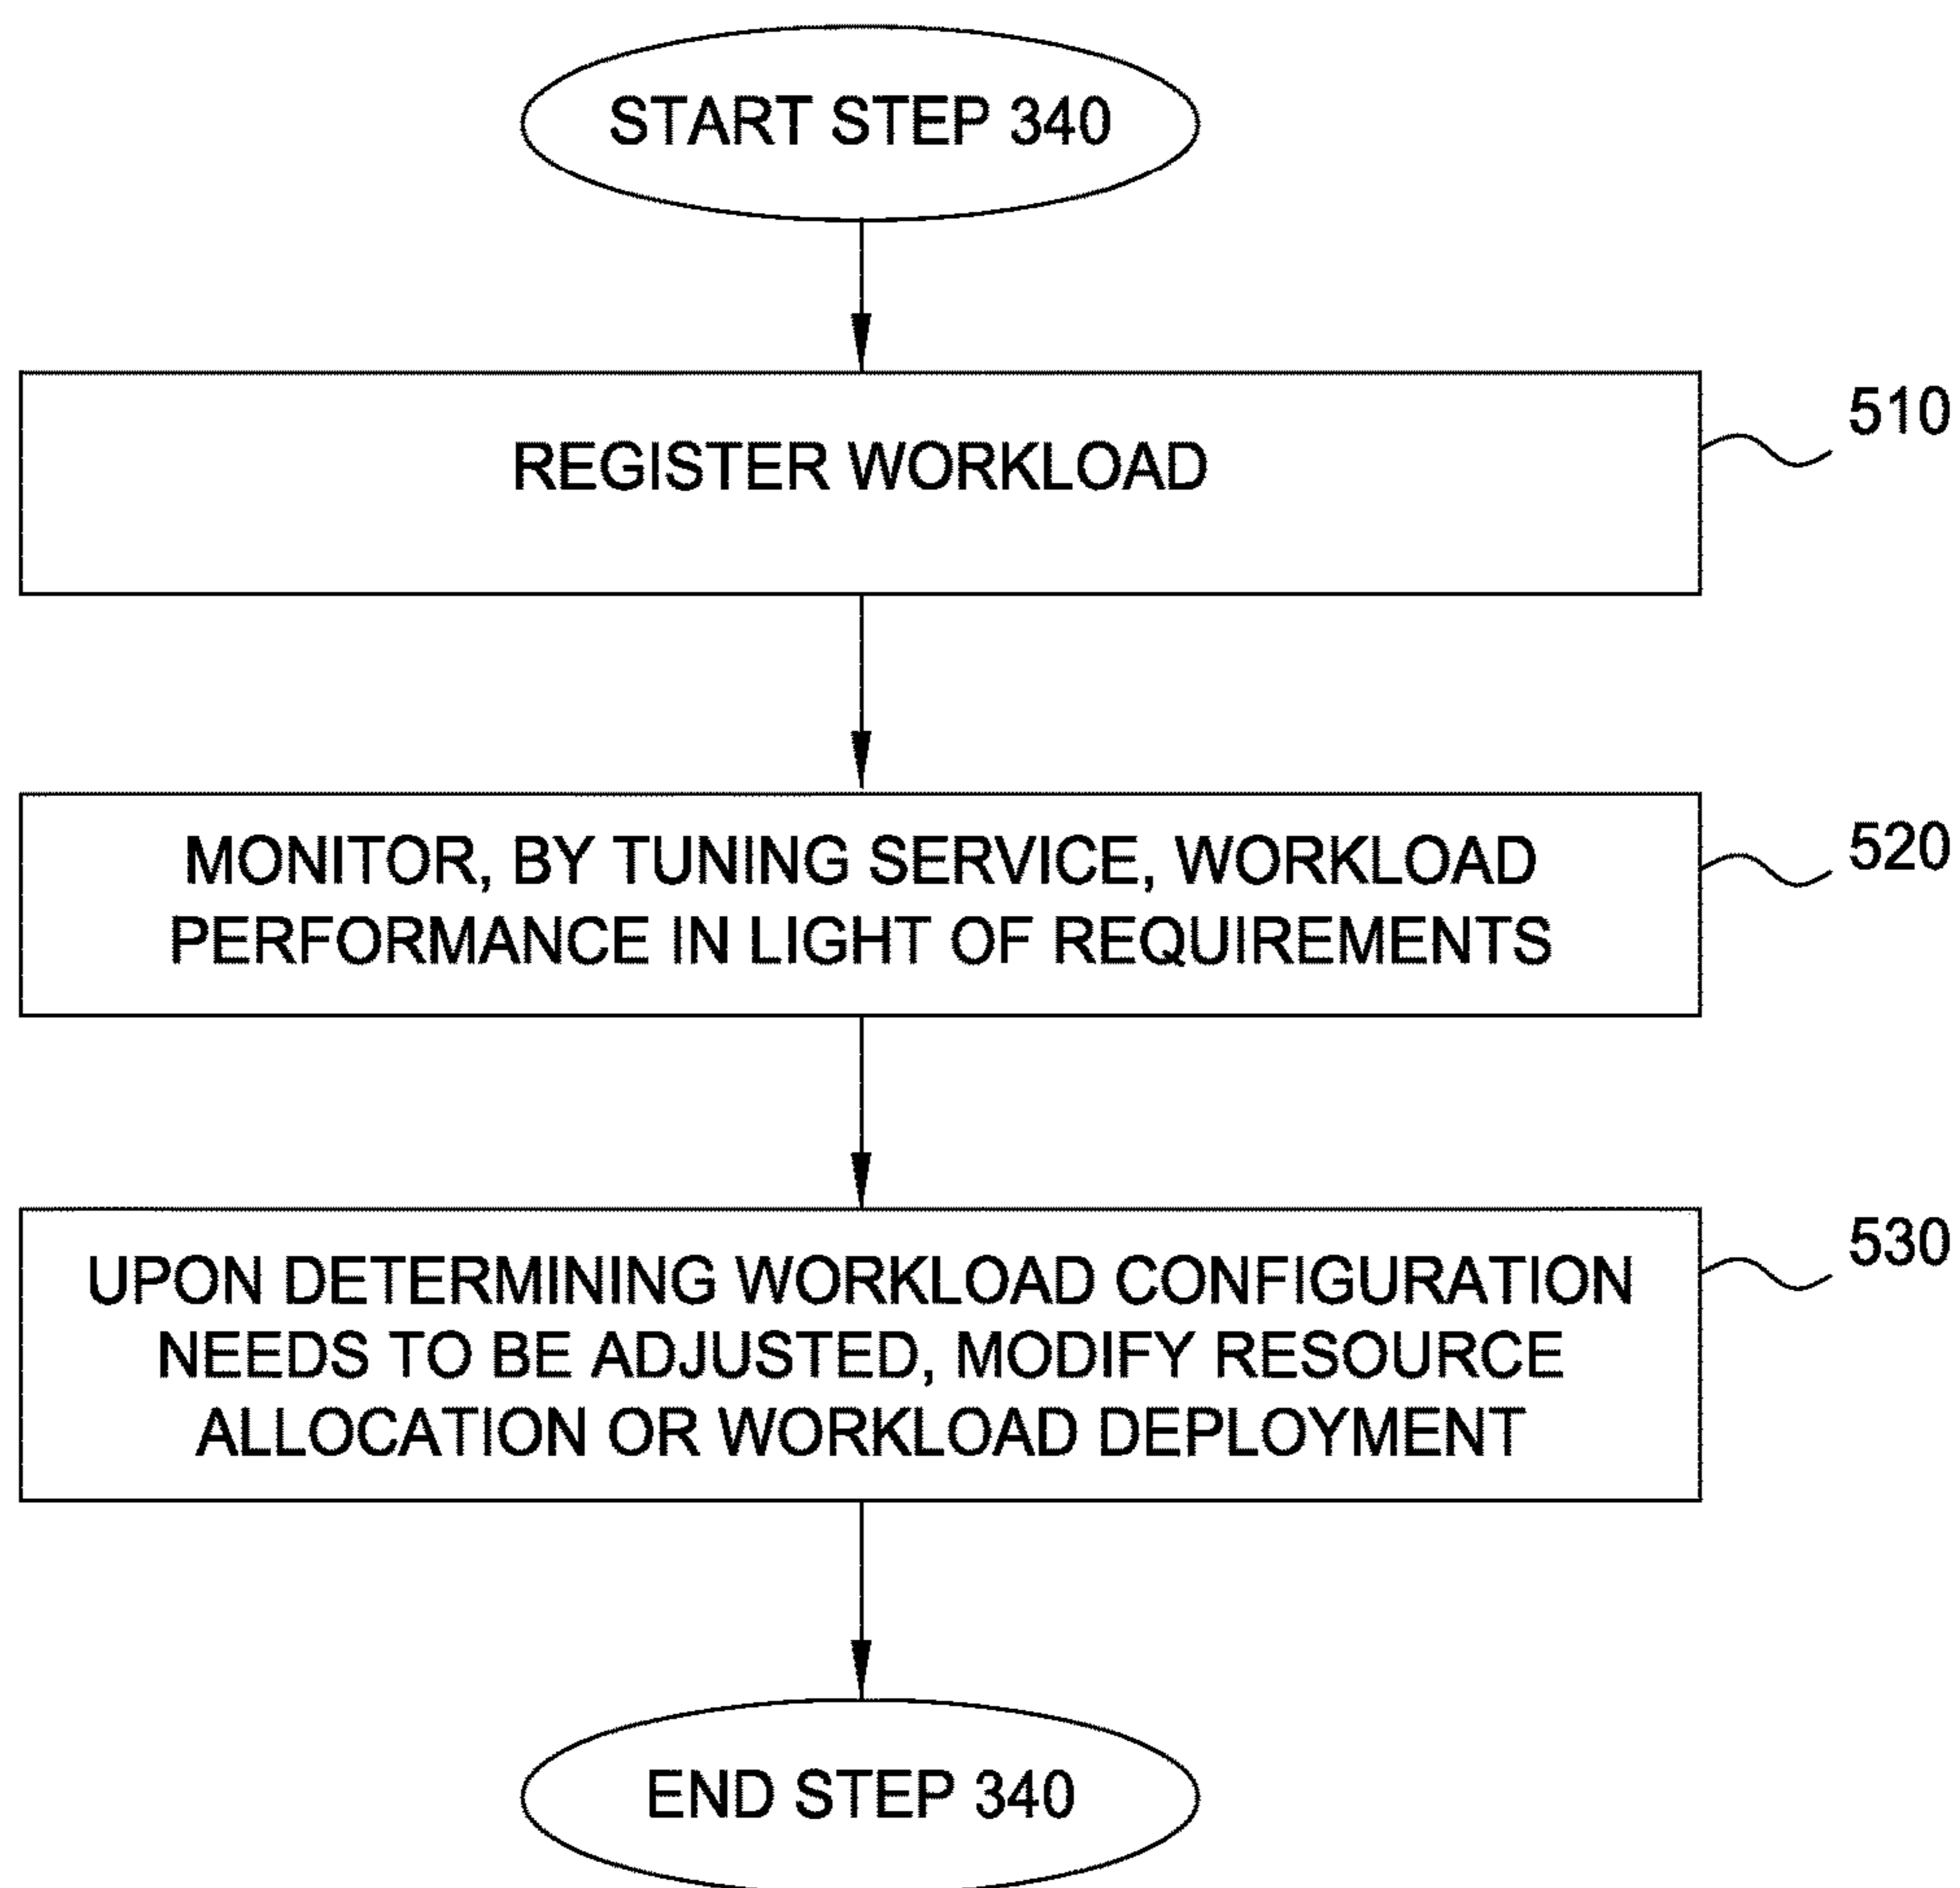 START STEP 340
REGISTER WORKLOAD
510
MONITOR, BY TUNING SERVICE, WORKLOAD
PERFORMANCE IN LIGHT OF REQUIREMENTS
520
UPON DETERMINING WORKLOAD CONFIGURATION
NEEDS TO BE ADJUSTED, MODIFY RESOURCE
ALLOCATION OR WORKLOAD DEPLOYMENT
530
END STEP 340